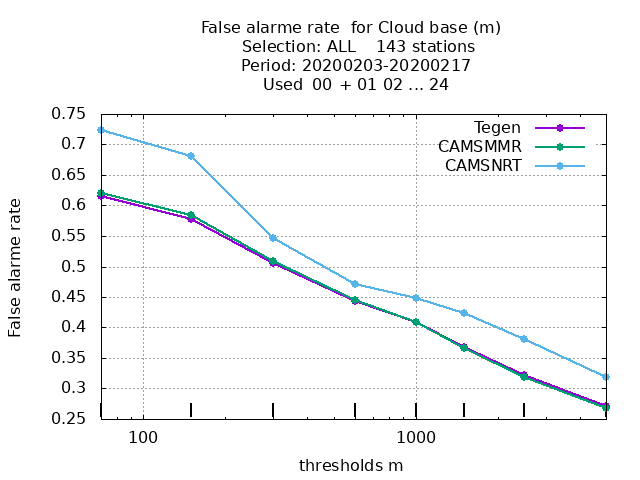 False alarme rate  for Cloud base (m)
Selection: ALL    143 stations
Period: 20200203-20200217
Used  00  + 01 02 ... 24
0.75
0.7
0.65
0.6
0.55
0.5
0.45
0.4
0.35
0.3
0.25
False alarme rate
Tegen
CAMSMMR
CAMSNRT
100
1000
thresholds m